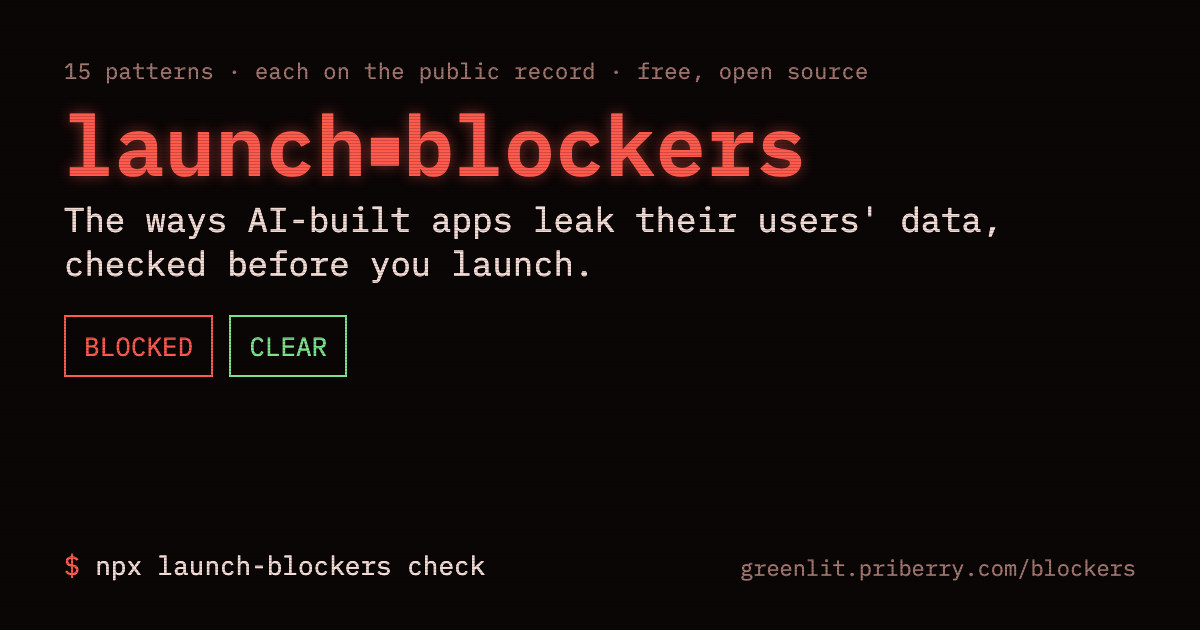 15 patterns · each on the public record · free, open source
launch▪blockers
The ways AI-built apps leak their users' data,
checked before you launch.
BLOCKED CLEAR
$ npx launch-blockers check
greenlit.priberry.com/blockers